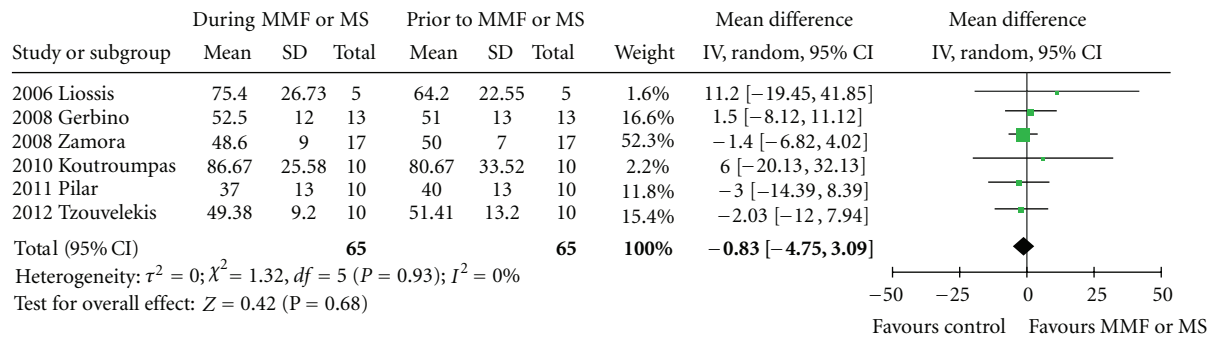 During MMF or MS Prior to MMF or MS Mean difference Mean difference
Study or subgroup Mean SD Total Mean SD Total Weight IV, random, 95% CI IV, random, 95% CI
2006 Liossis 75.4 26.73 5 64.2 22.55 5 1.6% 11.2 [−19.45, 41.85]
2008 Gerbino 52.5 12 13 51 13 13 16.6% 1.5 [−8.12, 11.12]
2008 Zamora 48.6 9 17 50 7 17 52.3% −1.4 [−6.82, 4.02]
2010 Koutroumpas 86.67 25.58 10 80.67 33.52 10 2.2% 6 [−20.13, 32.13]
2011 Pilar 37 13 10 40 13 10 11.8% −3 [−14.39, 8.39]
2012 Tzouvelekis 49.38 9.2 10 51.41 13.2 10 15.4% −2.03 [−12 , 7.94]
Total (95% CI) 65 65 100% −0.83 [−4.75, 3.09]
Heterogeneity: τ² = 0; χ² = 1.32, df = 5 (P = 0.93); I² = 0%
Test for overall effect: Z = 0.42 (P = 0.68)
−50 −25 0 25 50
Favours control Favours MMF or MS